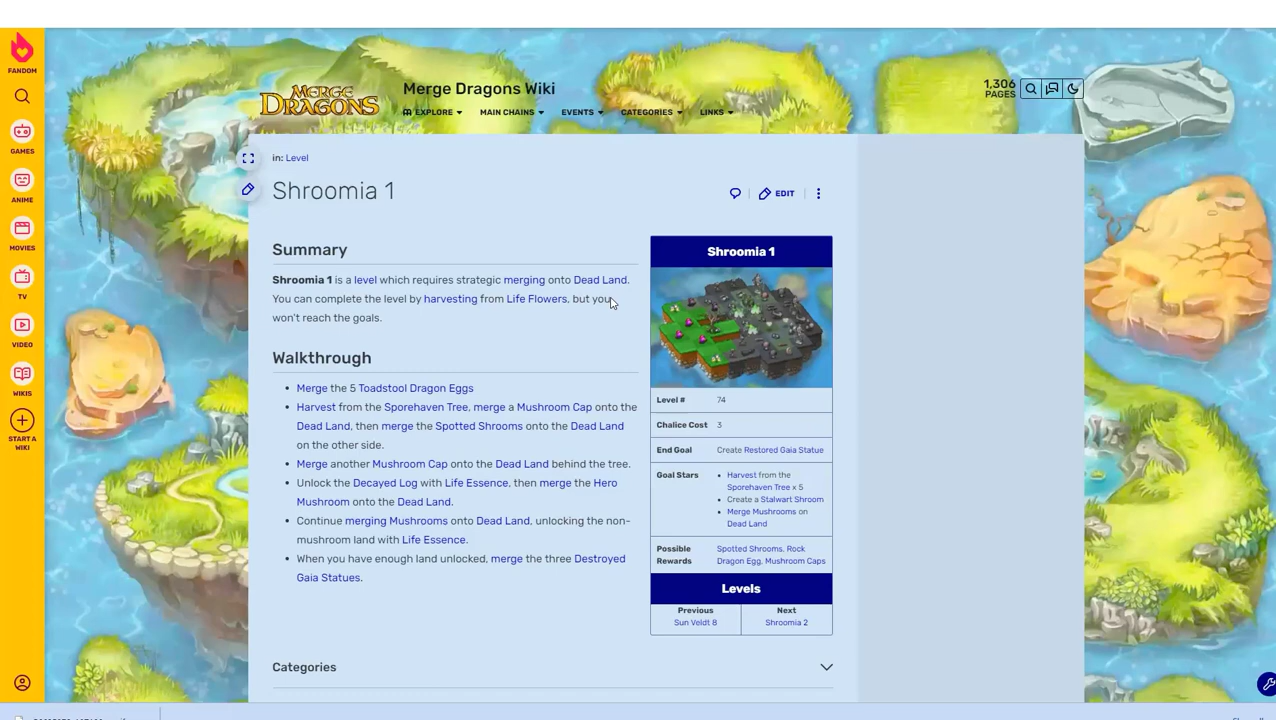 FANDOM
GAMES
ANIME
MOVIES
TV
VIDEO
WIKIS
START A
WIKI
MERGE
DRAGONS
Merge Dragons Wiki
EXPLORE
MAIN CHAINS
EVENTS
CATEGORIES
LINKS
1,306
PAGES
in: Level
Shroomia 1
EDIT
Summary
Shroomia 1 is a level which requires strategic merging onto Dead Land.
You can complete the level by harvesting from Life Flowers, but you
won't reach the goals.
Walkthrough
Merge the 5 Toadstool Dragon Eggs
Harvest from the Sporehaven Tree, merge a Mushroom Cap onto the
Dead Land, then merge the Spotted Shrooms onto the Dead Land
on the other side.
Merge another Mushroom Cap onto the Dead Land behind the tree.
Unlock the Decayed Log with Life Essence, then merge the Hero
Mushroom onto the Dead Land.
Continue merging Mushrooms onto Dead Land, unlocking the non-
mushroom land with Life Essence.
When you have enough land unlocked, merge the three Destroyed
Gaia Statues.
Shroomia 1
Level # 74
Chalice Cost 3
End Goal Create Restored Gaia Statue
Goal Stars
Harvest from the
Sporehaven Tree x 5
Create a Stalwart Shroom
Merge Mushrooms on
Dead Land
Possible Rewards
Spotted Shrooms, Rock
Dragon Egg, Mushroom Caps
Levels
Previous Next
Sun Veldt 8 Shroomia 2
Categories